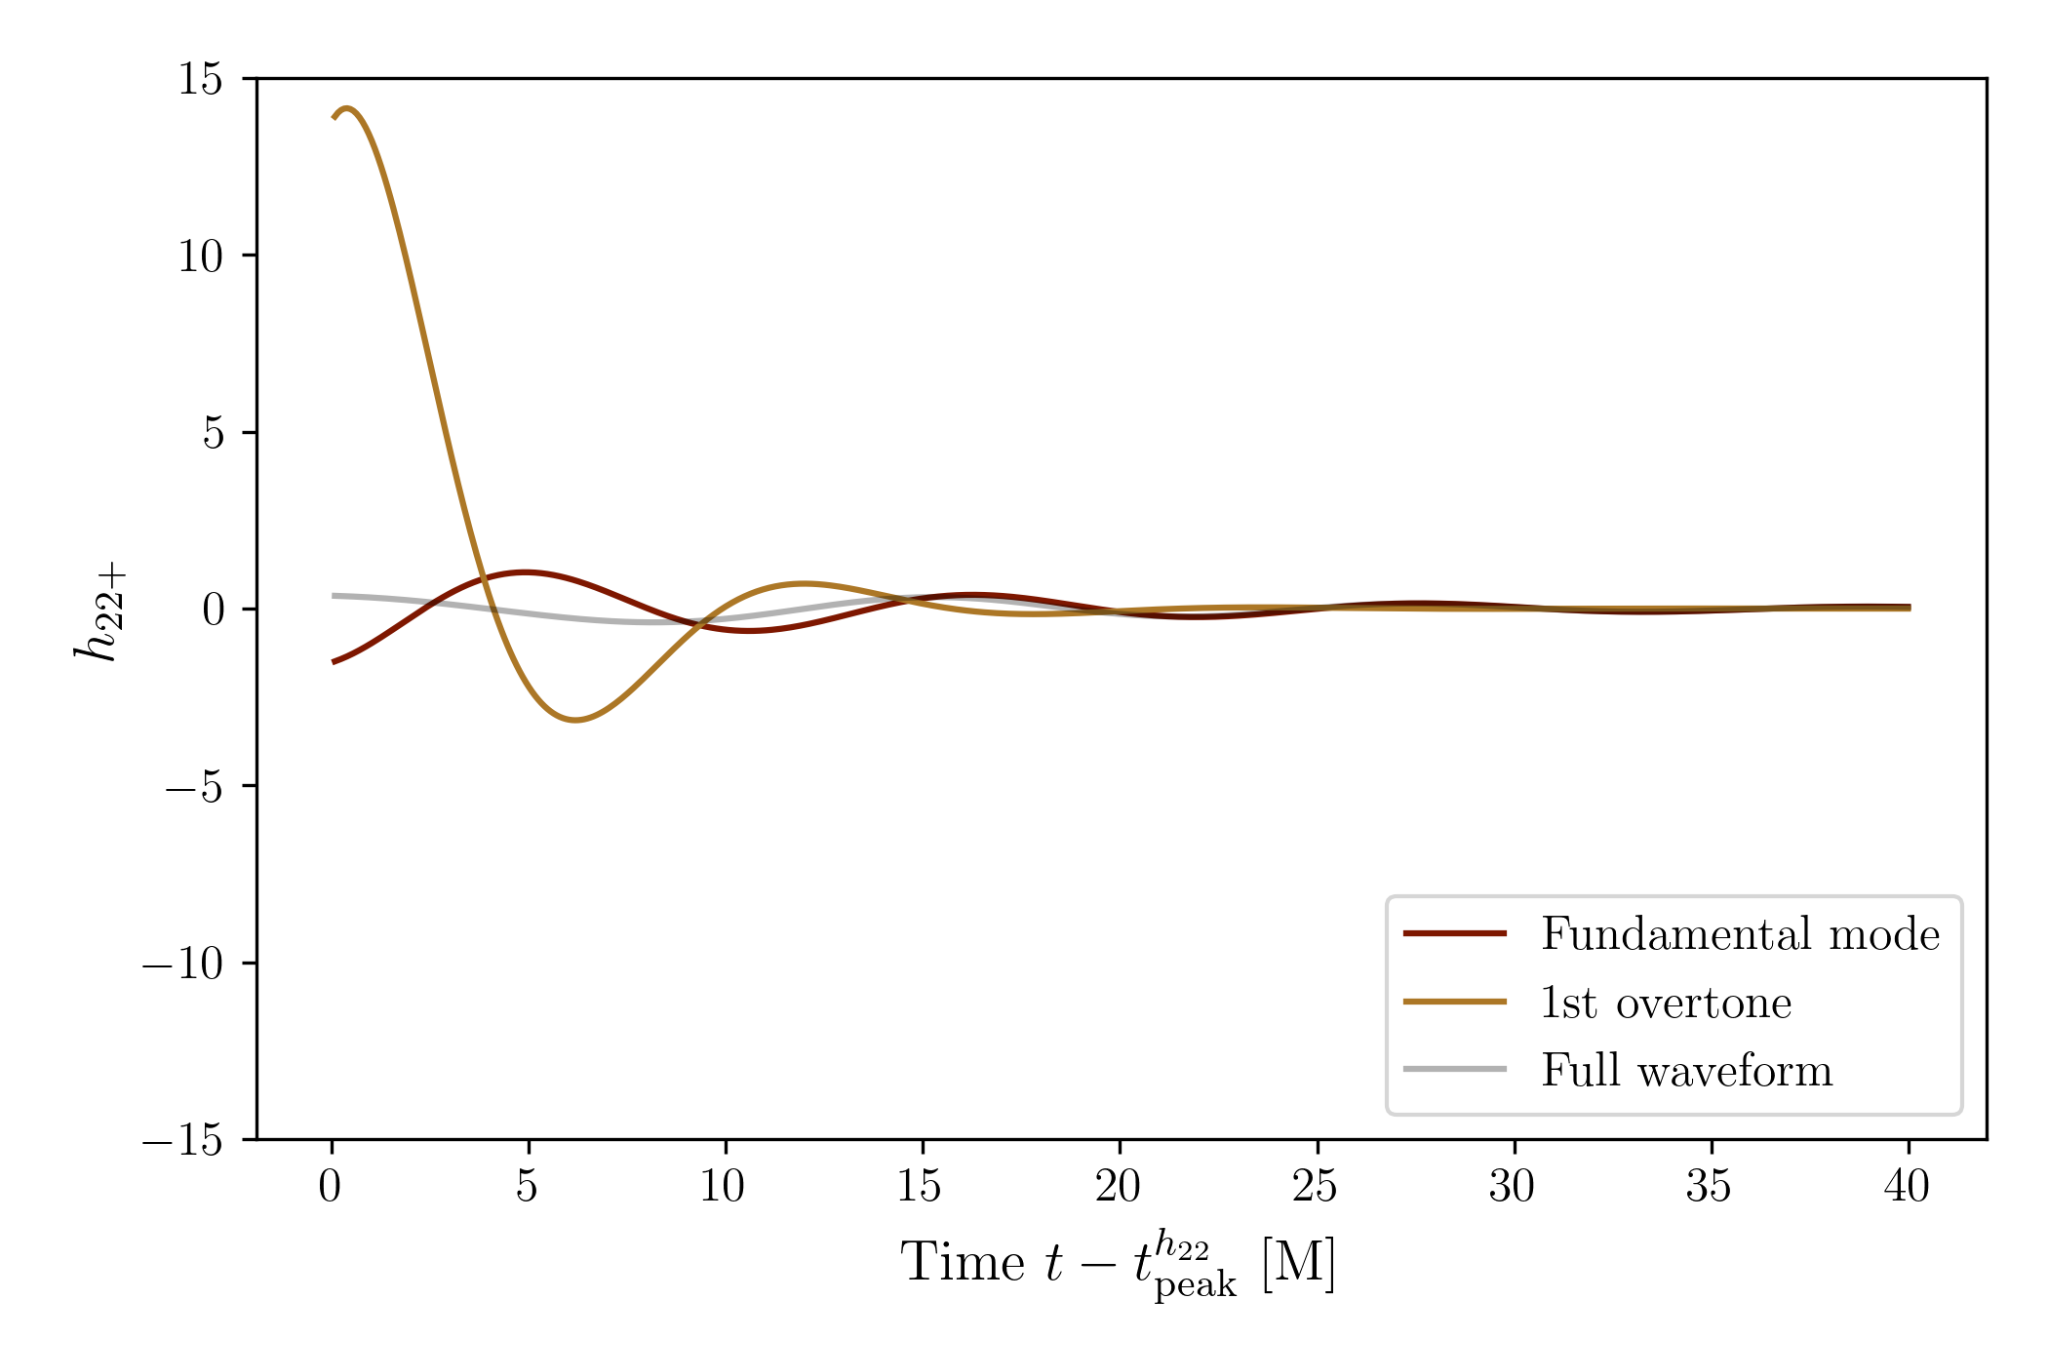 15
10
5
0
−5
−10
−15
h₂₂₊
0 5 10 15 20 25 30 35 40
Time t − t_peak^{h₂₂} [M]
Fundamental mode
1st overtone
Full waveform